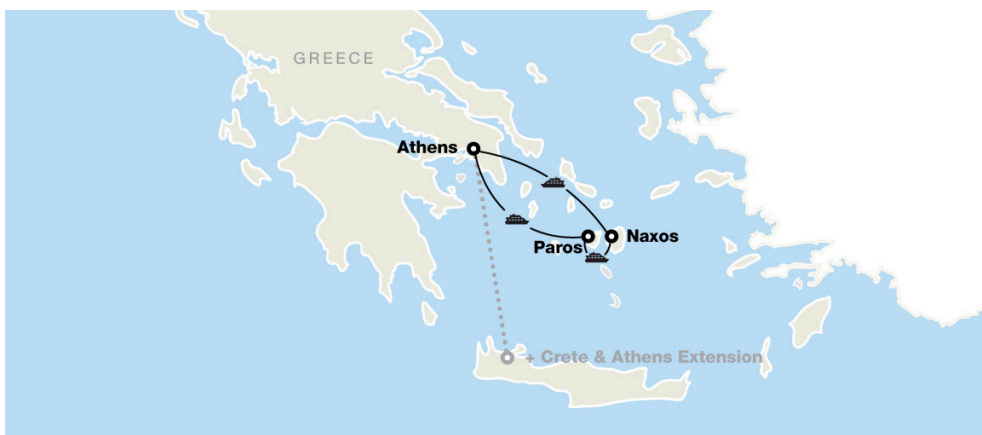 GREECE
Athens
Paros
Naxos
+ Crete & Athens Extension